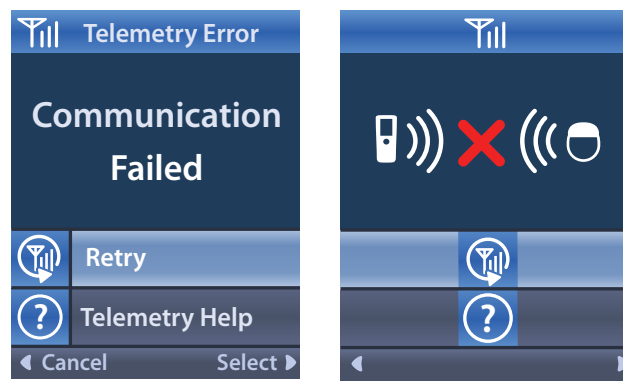 Telemetry Error
Communication
Failed
Retry
? Telemetry Help
Cancel Select
?